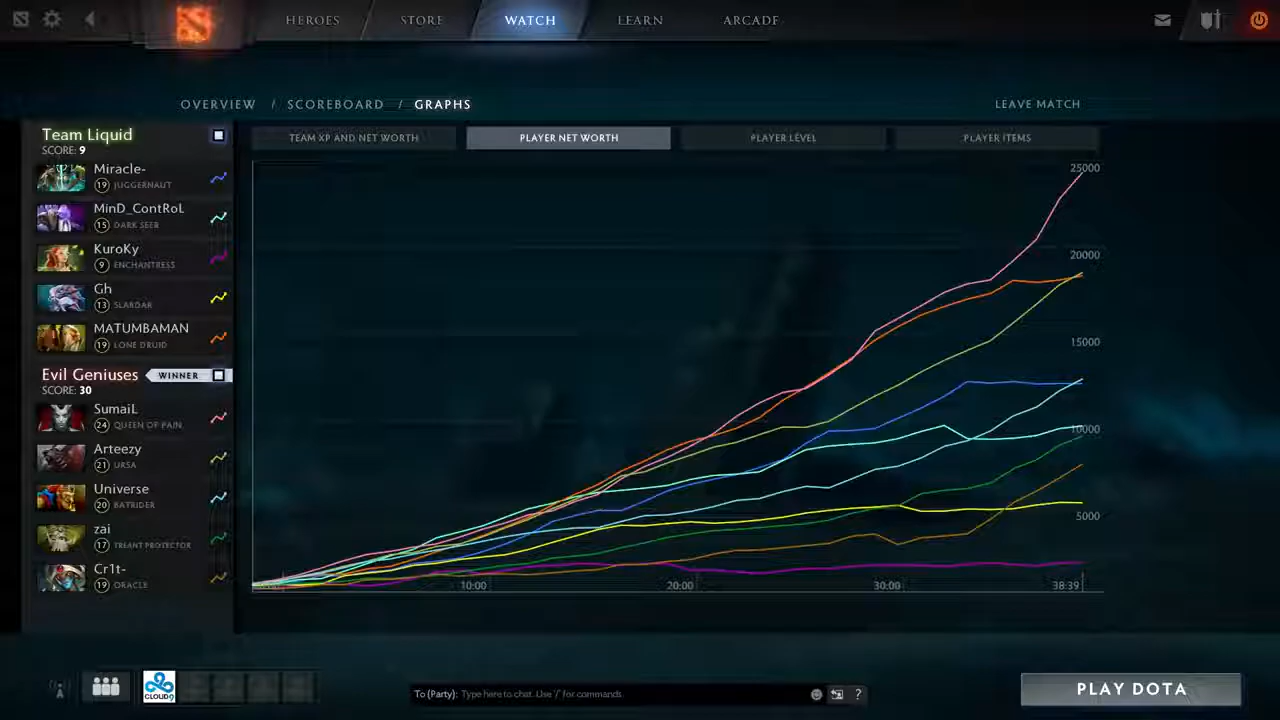 HEROES STORE WATCH LEARN ARCADE
OVERVIEW / SCOREBOARD / GRAPHS LEAVE MATCH
Team Liquid
SCORE: 9
TEAM XP AND NET WORTH PLAYER NET WORTH PLAYER LEVEL PLAYER ITEMS
Miracle-
19 JUGGERNAUT
MinD_ContRoL
15 DARK SEER
KuroKy
9 ENCHANTRESS
Gh
13 SLARDAR
MATUMBAMAN
19 LONE DRUID
Evil Geniuses WINNER
SCORE: 30
SumaiL
24 QUEEN OF PAIN
Arteezy
21 URSA
Universe
20 BATRIDER
zai
17 TREANT PROTECTOR
Cr1t-
19 ORACLE
25000
20000
15000
10000
5000
10:00 20:00 30:00 38:39
CLOUD9
To (Party): Type here to chat. Use '/' for commands. ?
PLAY DOTA